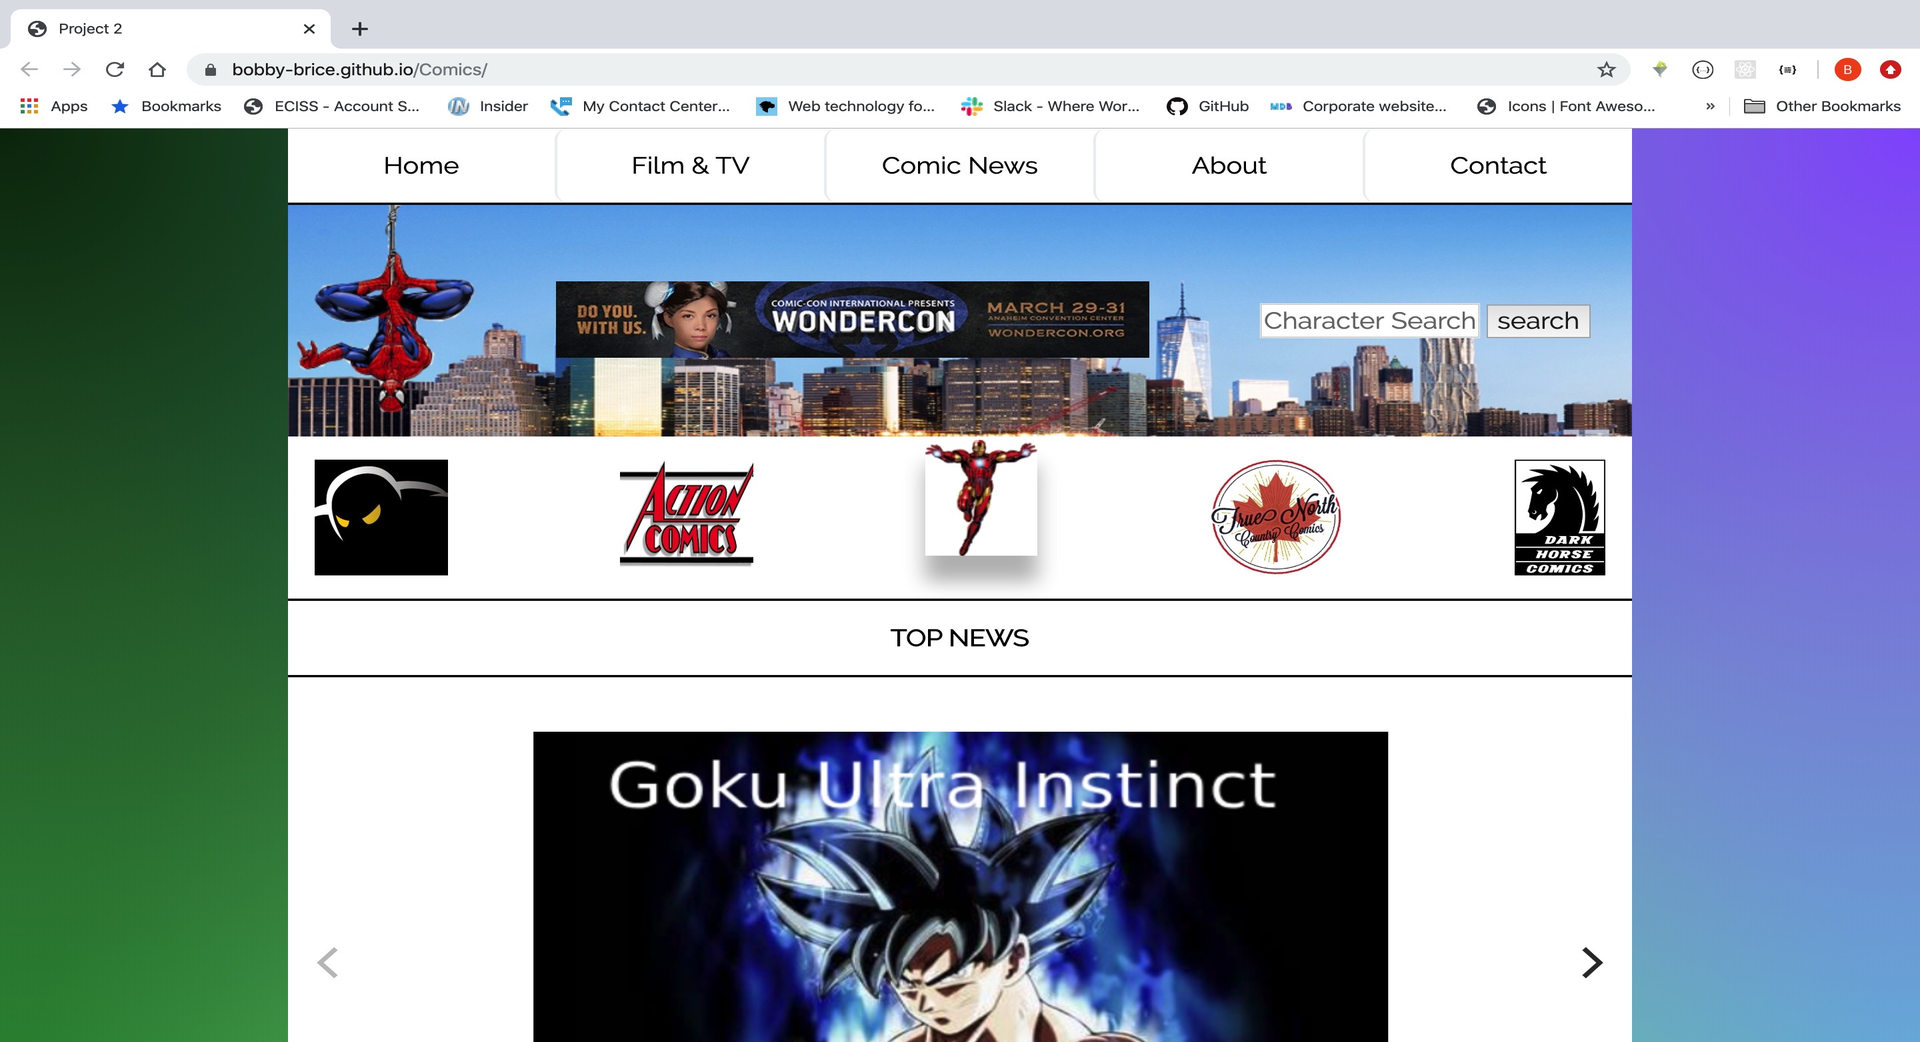 Project 2
bobby-brice.github.io/Comics/
B
Apps Bookmarks ECISS - Account S... Insider My Contact Center... Web technology fo... Slack - Where Wor... GitHub MDB Corporate website... Icons | Font Aweso... » Other Bookmarks
Home Film & TV Comic News About Contact
DO YOU.
WITH US.
COMIC-CON INTERNATIONAL PRESENTS
WONDERCON
MARCH 29-31
ANAHEIM CONVENTION CENTER
WONDERCON.ORG
Character Search search
ACTION
COMICS
True North
Country Comics
DARK
HORSE
COMICS
TOP NEWS
Goku Ultra Instinct